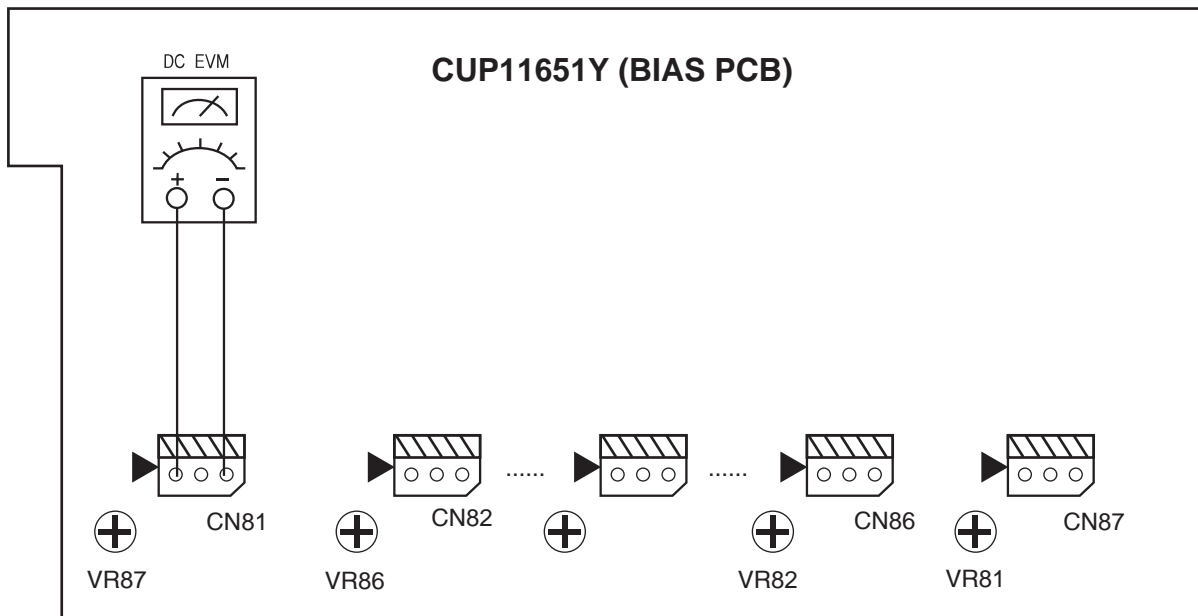 CUP11651Y (BIAS PCB)
DC EVM
+ −
...... ......
CN81 CN82 CN86 CN87
VR87 VR86 VR82 VR81